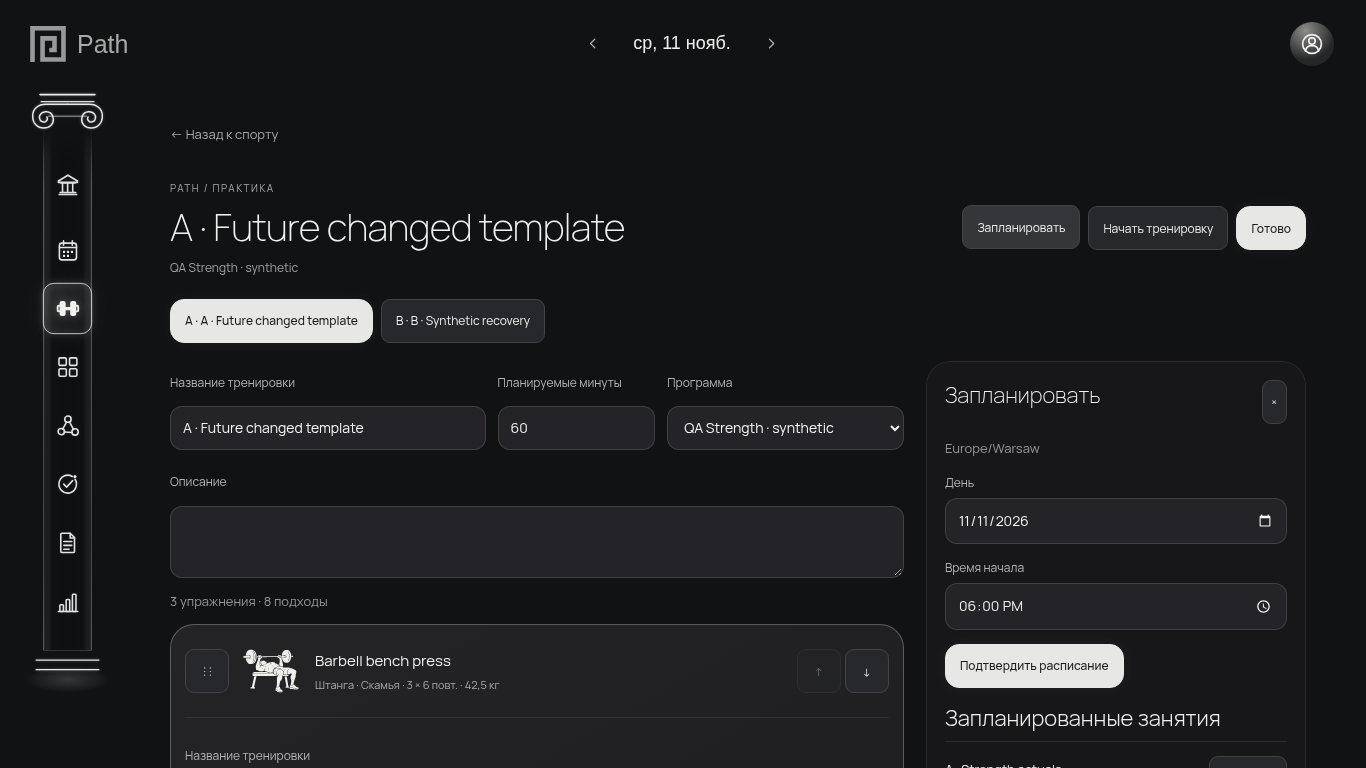 Path
ср, 11 нояб.
← Назад к спорту
PATH / ПРАКТИКА
A · Future changed template
QA Strength · synthetic
Запланировать
Начать тренировку
Готово
A · A · Future changed template
B · B · Synthetic recovery
Название тренировки
Планируемые минуты
Программа
A · Future changed template
60
QA Strength · synthetic
Описание
3 упражнения · 8 подходы
Barbell bench press
Штанга · Скамья · 3 × 6 повт. · 42,5 кг
↑
↓
Название тренировки
Запланировать
×
Europe/Warsaw
День
11/11/2026
Время начала
06:00 PM
Подтвердить расписание
Запланированные занятия